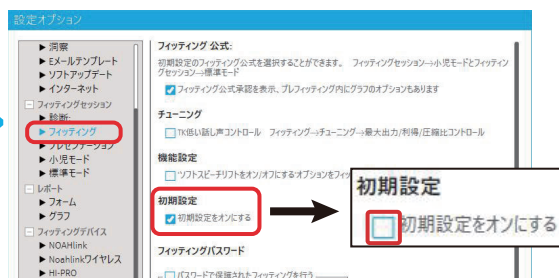 設定オプション
▶ 洞察
▶ Eメールテンプレート
▶ ソフトアップデート
▶ インターネット
フィッティングセッション
▶ 診断:
▶ フィッティング
▶ プレゼンテーション
▶ 小児モード
▶ 標準モード
レポート
▶ フォーム
▶ グラフ
フィッティングデバイス
▶ NOAHlink
▶ Noahlinkワイヤレス
▶ HI-PRO
フィッティング 公式:
初期設定のフィッティング公式を選択することができます。 フィッティングセッション→小児モードとフィッティン
グセッション→標準モード
フィッティング公式承認を表示、プレフィッティング内にグラフのオプションもあります
チューニング
TK低い話し声コントロール フィッティング→チューニング→最大出力/利得/圧縮比コントロール
機能設定
ソフトスピーチリフトをオン/オフにするオプションをフィッ
初期設定
初期設定をオンにする
フィッティングパスワード
パスワードで保護されたフィッティングを行う
初期設定
初期設定をオンにする